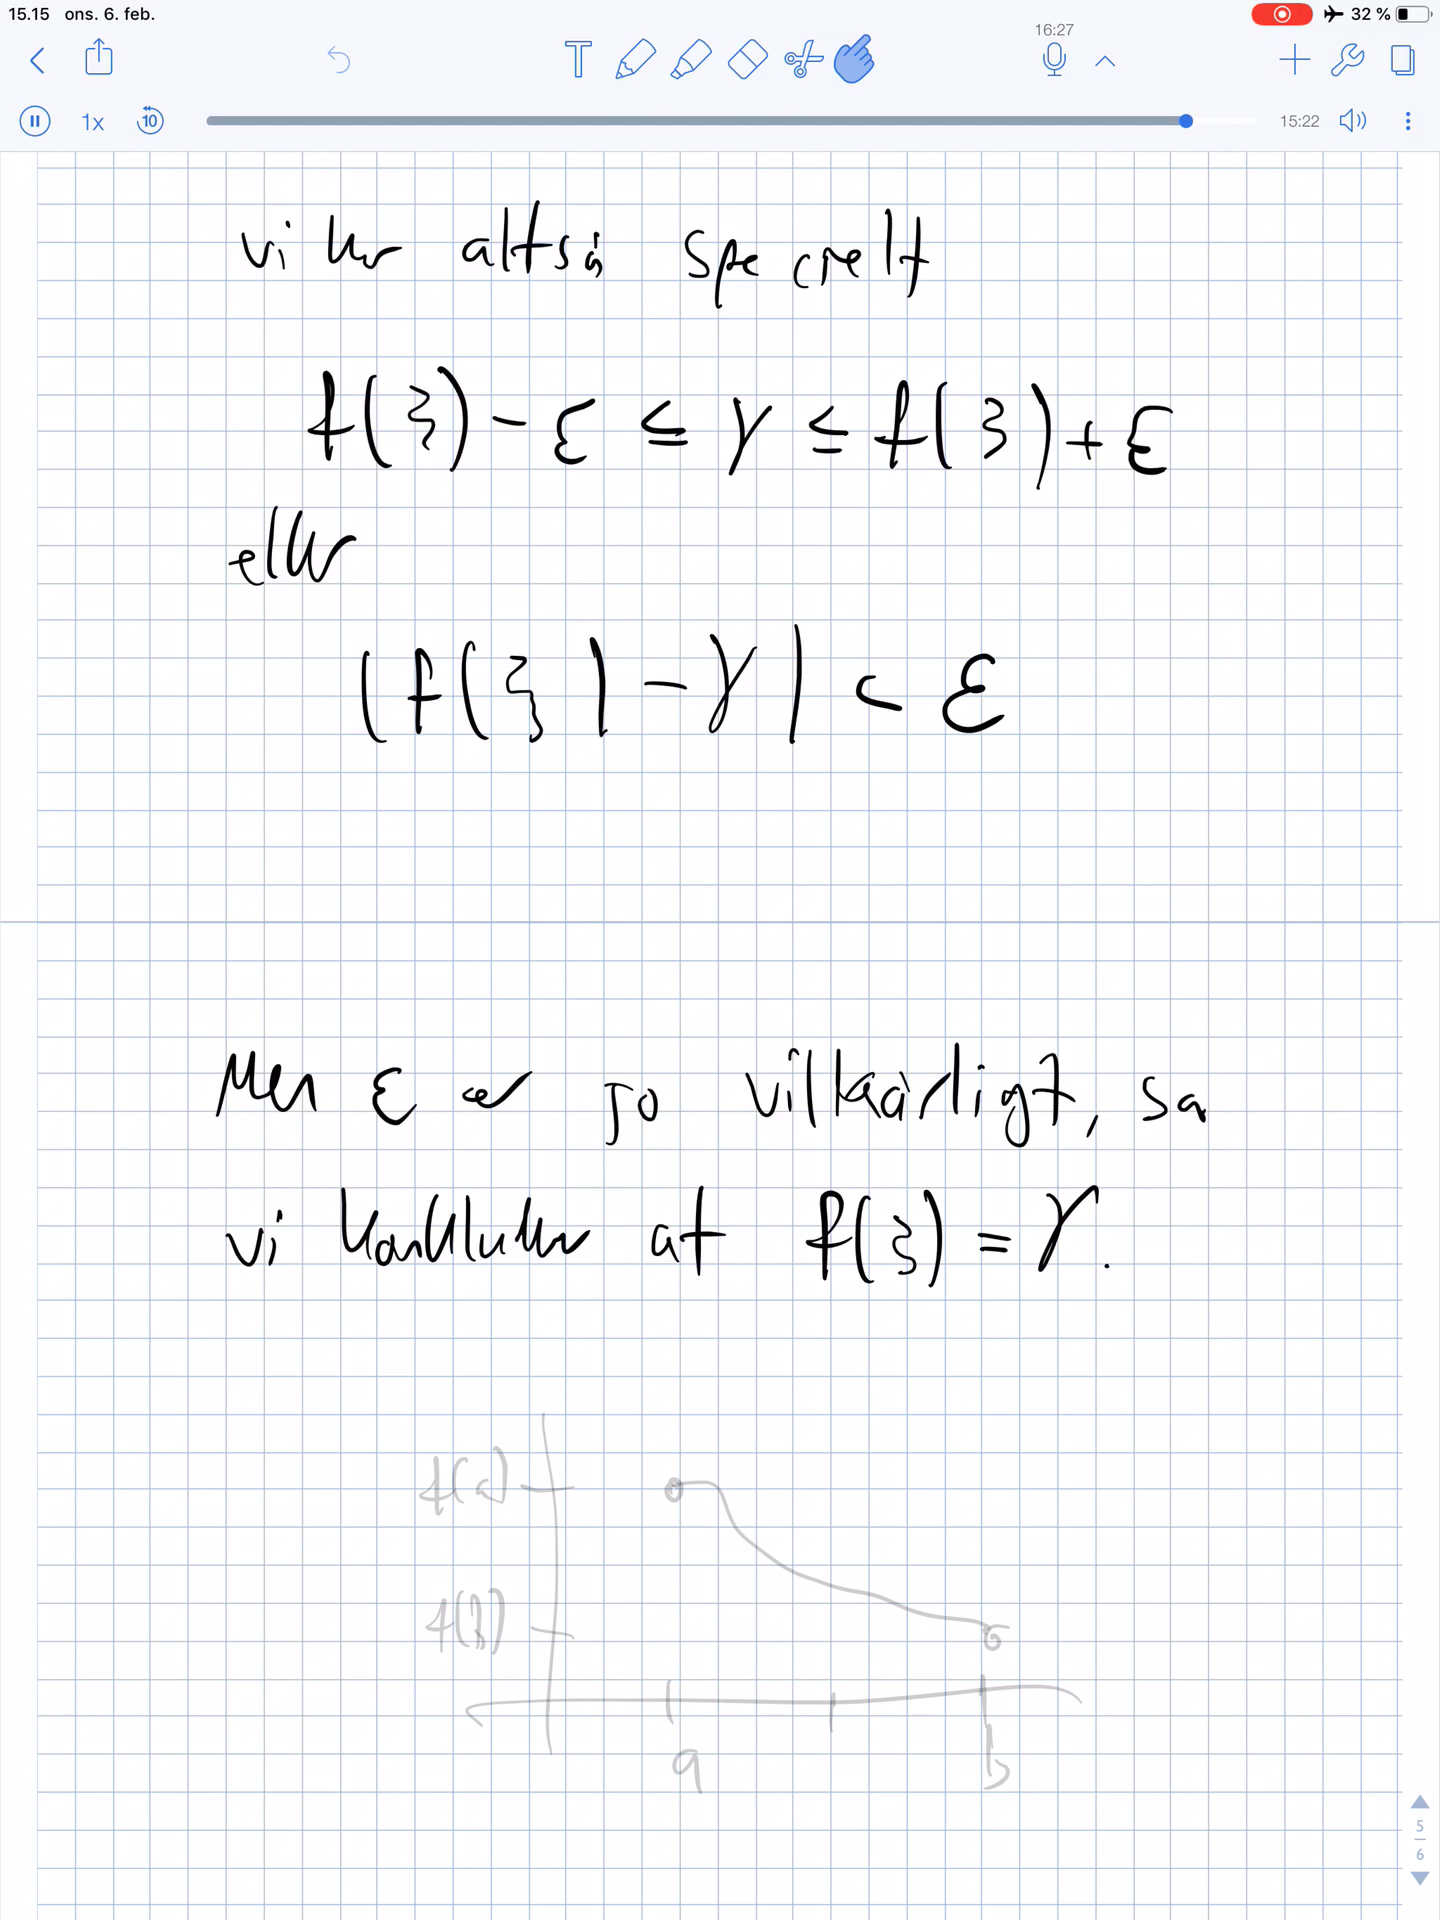 15.15 ons. 6. feb.
32 %
16:27
T
1x
10
15:22
vi har altså specielt
f(ξ) - ε ≤ γ ≤ f(ξ) + ε
eller
|f(ξ) - γ| < ε
Men ε er jo vilkårligt, så
vi konkluderer at f(ξ) = γ.
f(a)
f(b)
a
b
5
6